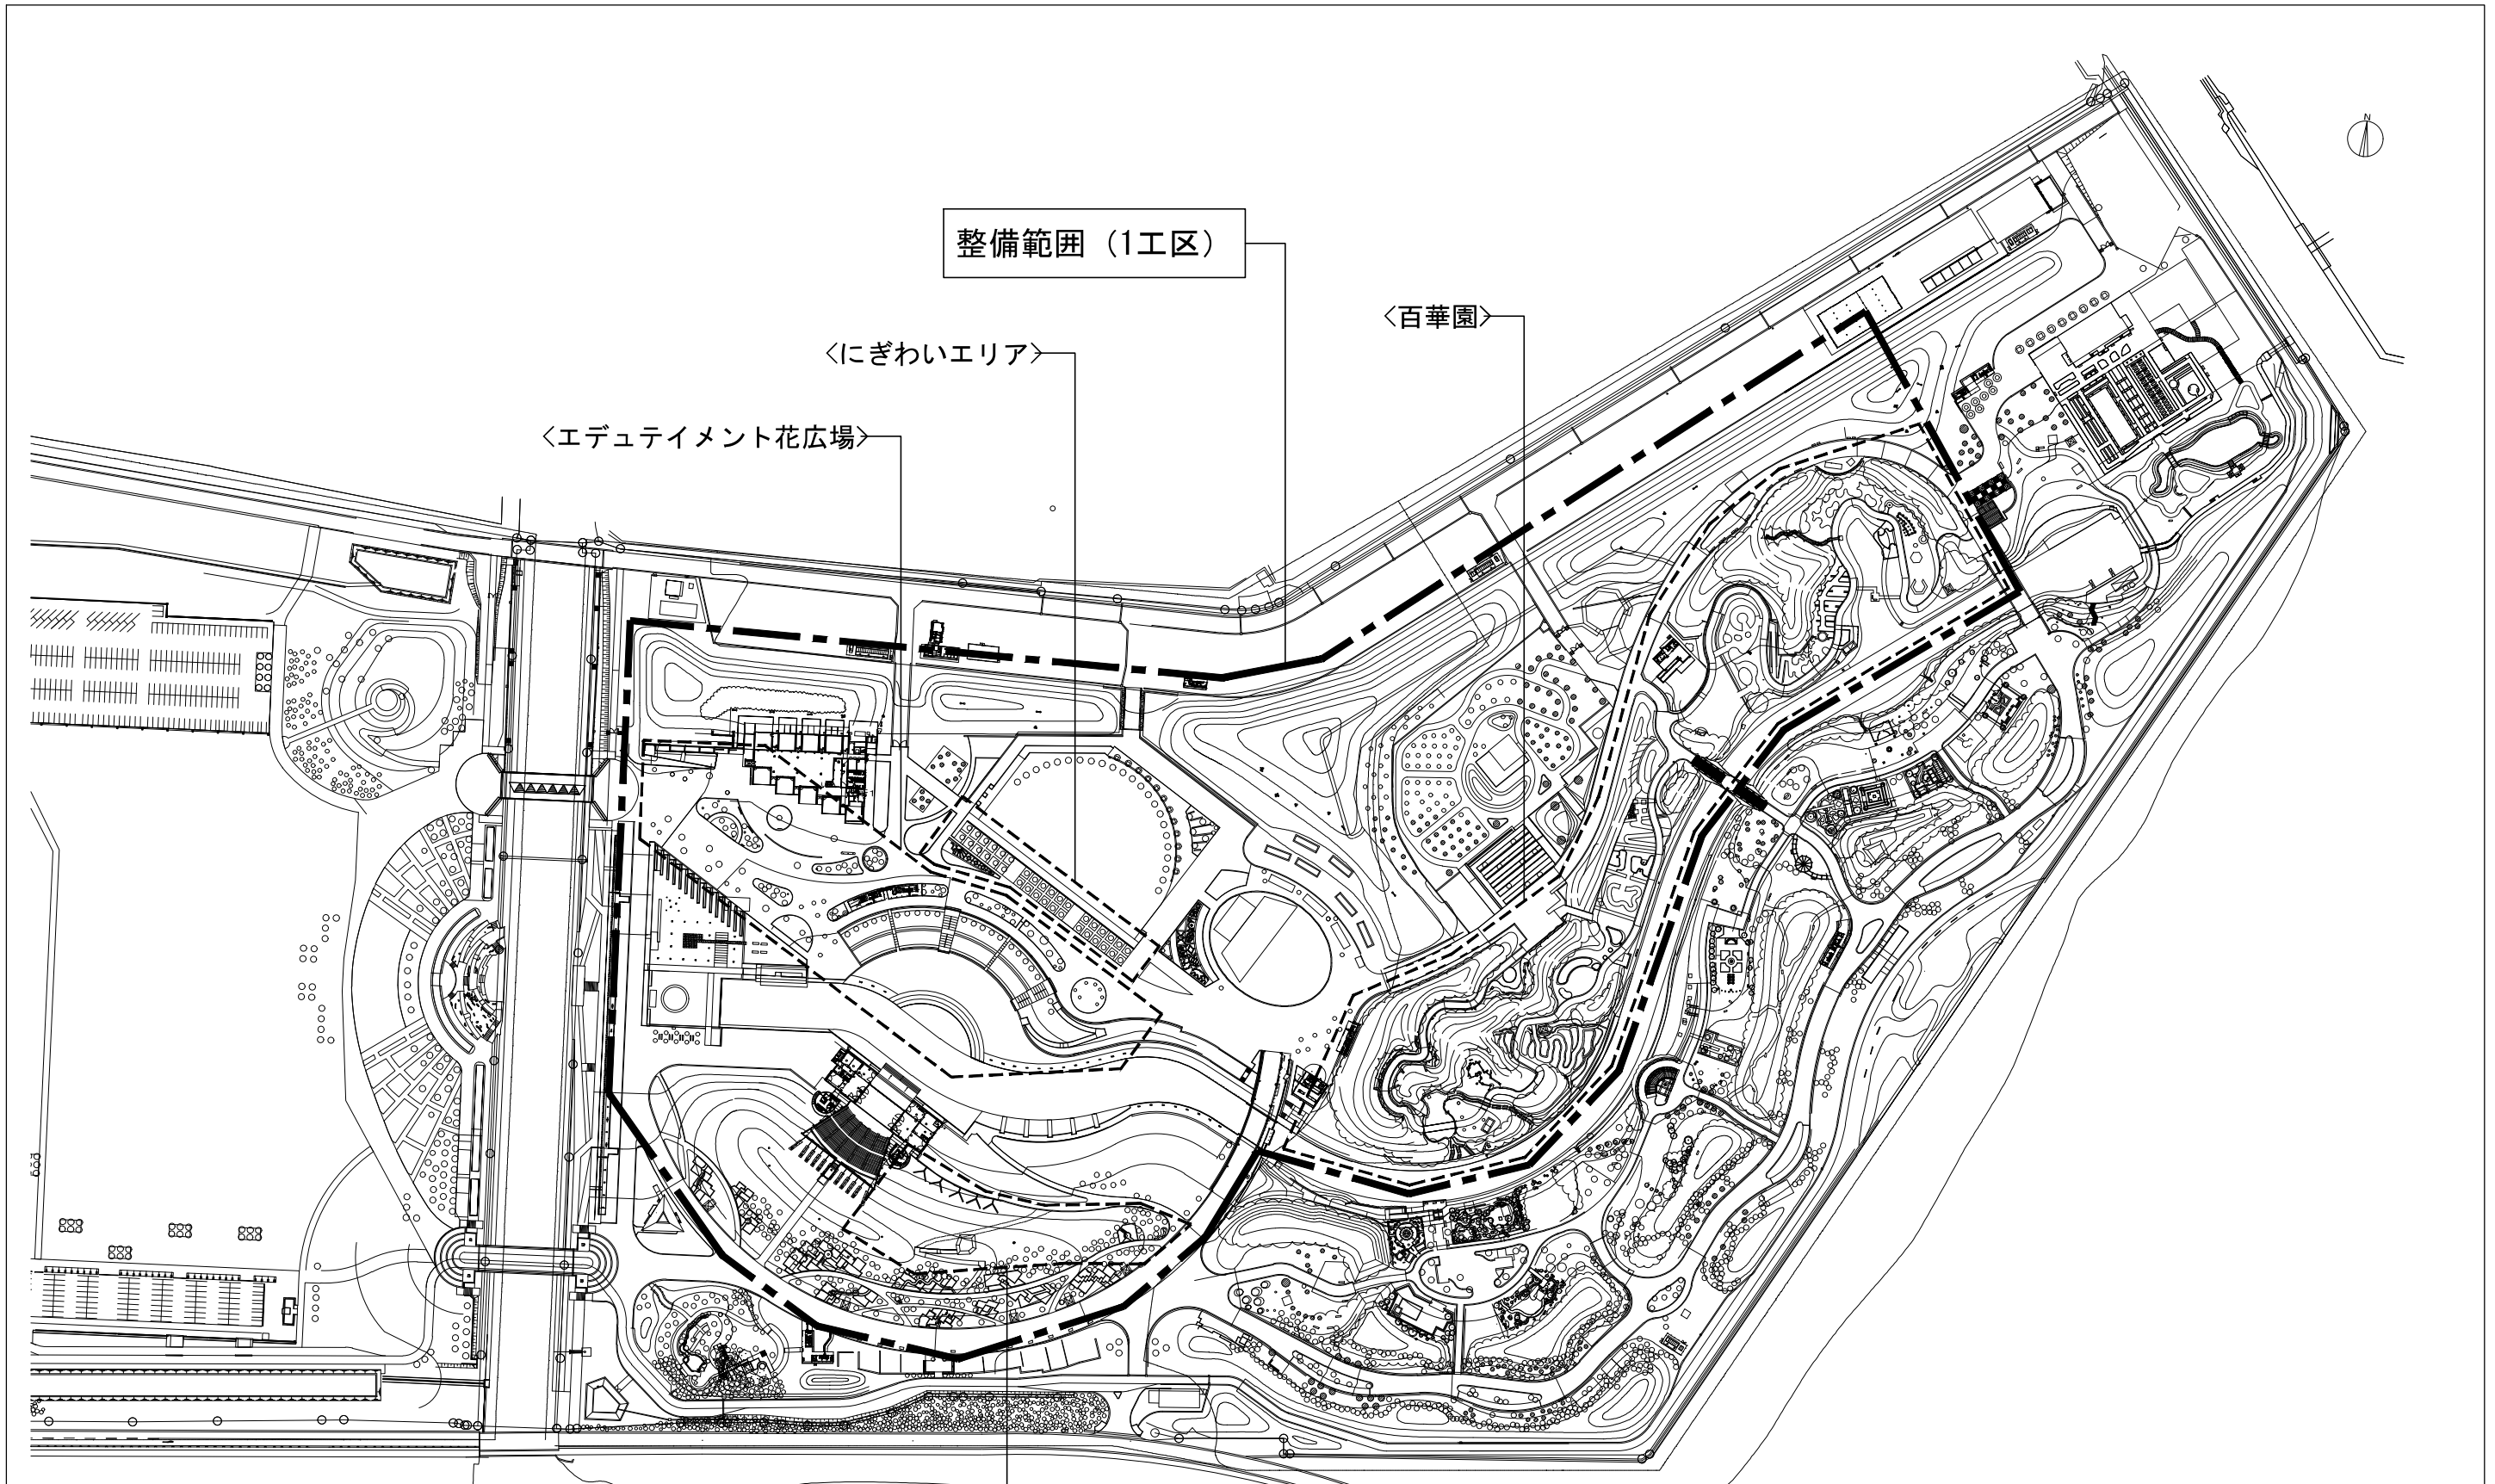 N
整備範囲（1工区）
〈百華園〉
〈にぎわいエリア〉
〈エデュテイメント花広場〉